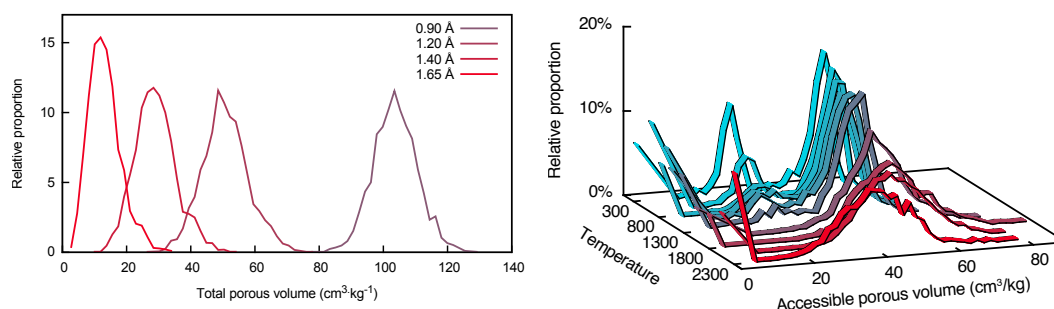 0.90 Å
1.20 Å
1.40 Å
1.65 Å
15
10
5
0
Relative proportion
0 20 40 60 80 100 120 140
Total porous volume (cm³·kg⁻¹)
20%
10%
0%
Relative proportion
300
800
1300
1800
2300
Temperature
0 20 40 60 80
Accessible porous volume (cm³/kg)